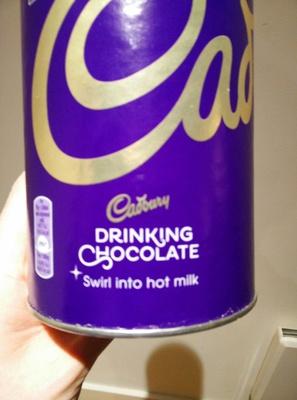 Cad
Cadbury
DRINKING
CHOCOLATE
Swirl into hot milk